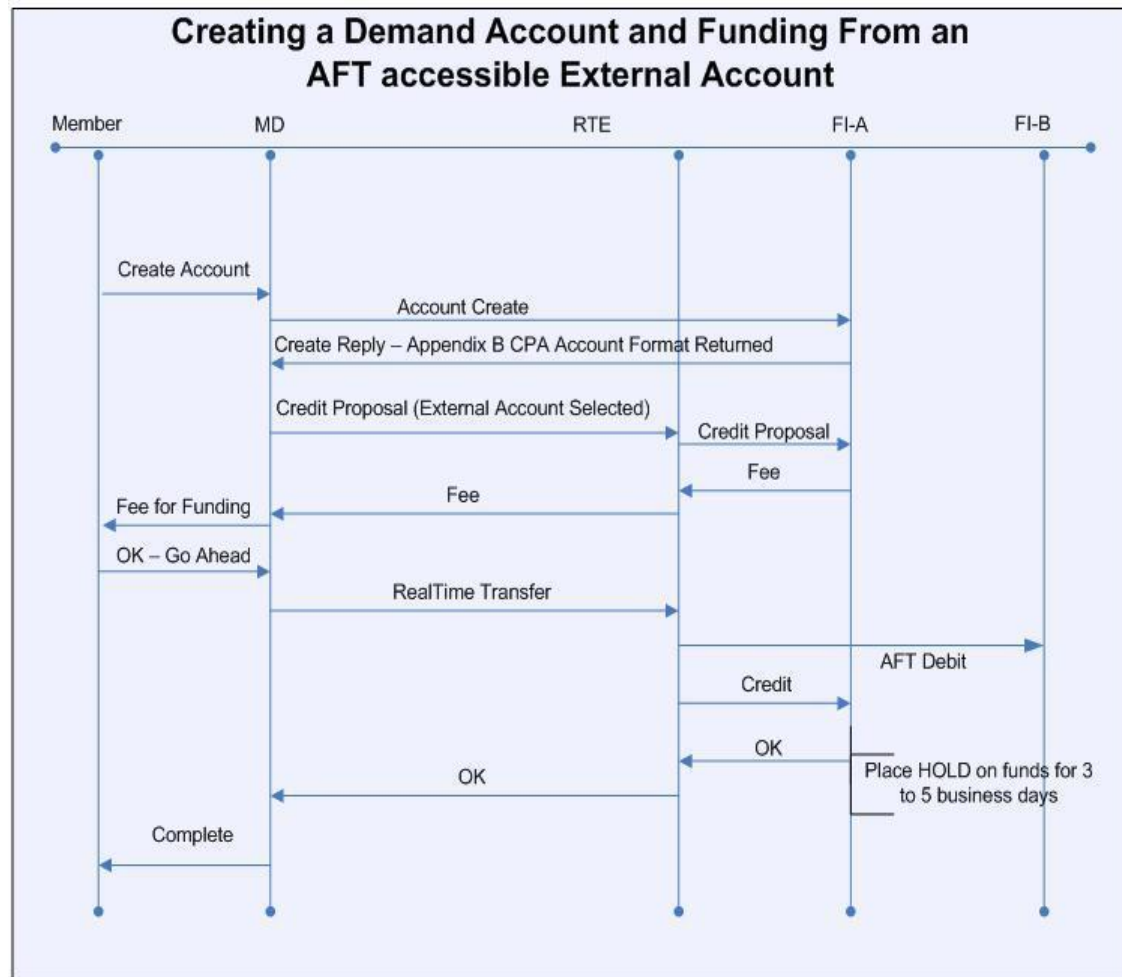 Creating a Demand Account and Funding From an
AFT accessible External Account
Member MD RTE FI-A FI-B
Create Account
Account Create
Create Reply – Appendix B CPA Account Format Returned
Credit Proposal (External Account Selected)
Credit Proposal
Fee
Fee
Fee for Funding
OK – Go Ahead
RealTime Transfer
AFT Debit
Credit
OK
Place HOLD on funds for 3
to 5 business days
OK
Complete